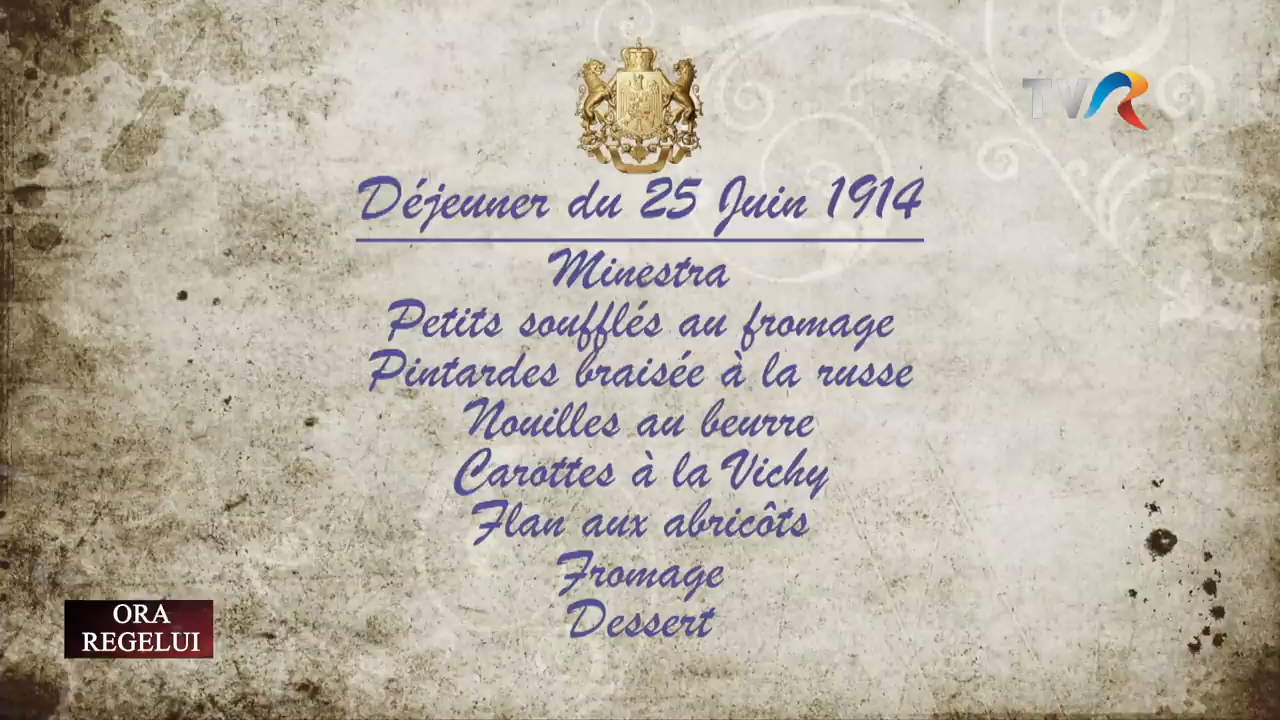 TVR
Déjeuner du 25 Juin 1914
Minestra
Petits soufflés au fromage
Pintardes braisée à la russe
Nouilles au beurre
Carottes à la Vichy
Flan aux abricôts
Fromage
Dessert
ORA
REGELUI